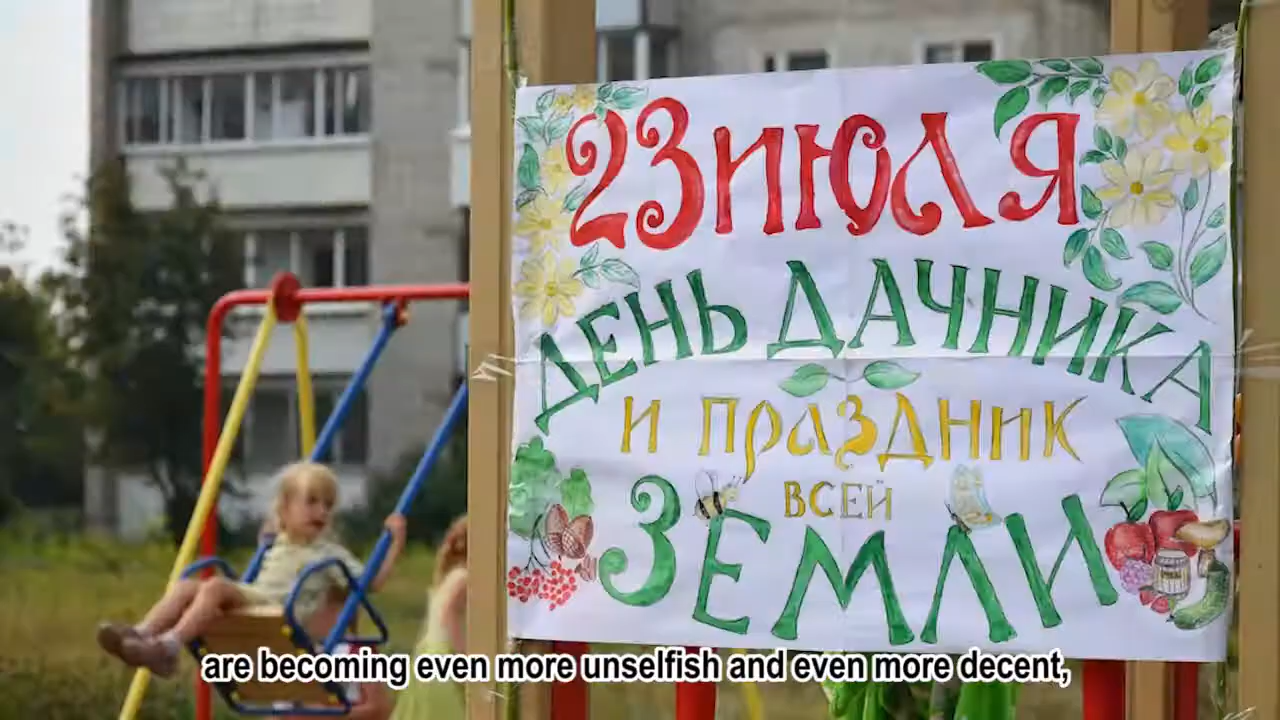 23 ИЮЛЯ
ДЕНЬ ДАЧНИКА
И ПРАЗДНИК
ВСЕЙ
ЗЕМЛИ
are becoming even more unselfish and even more decent,